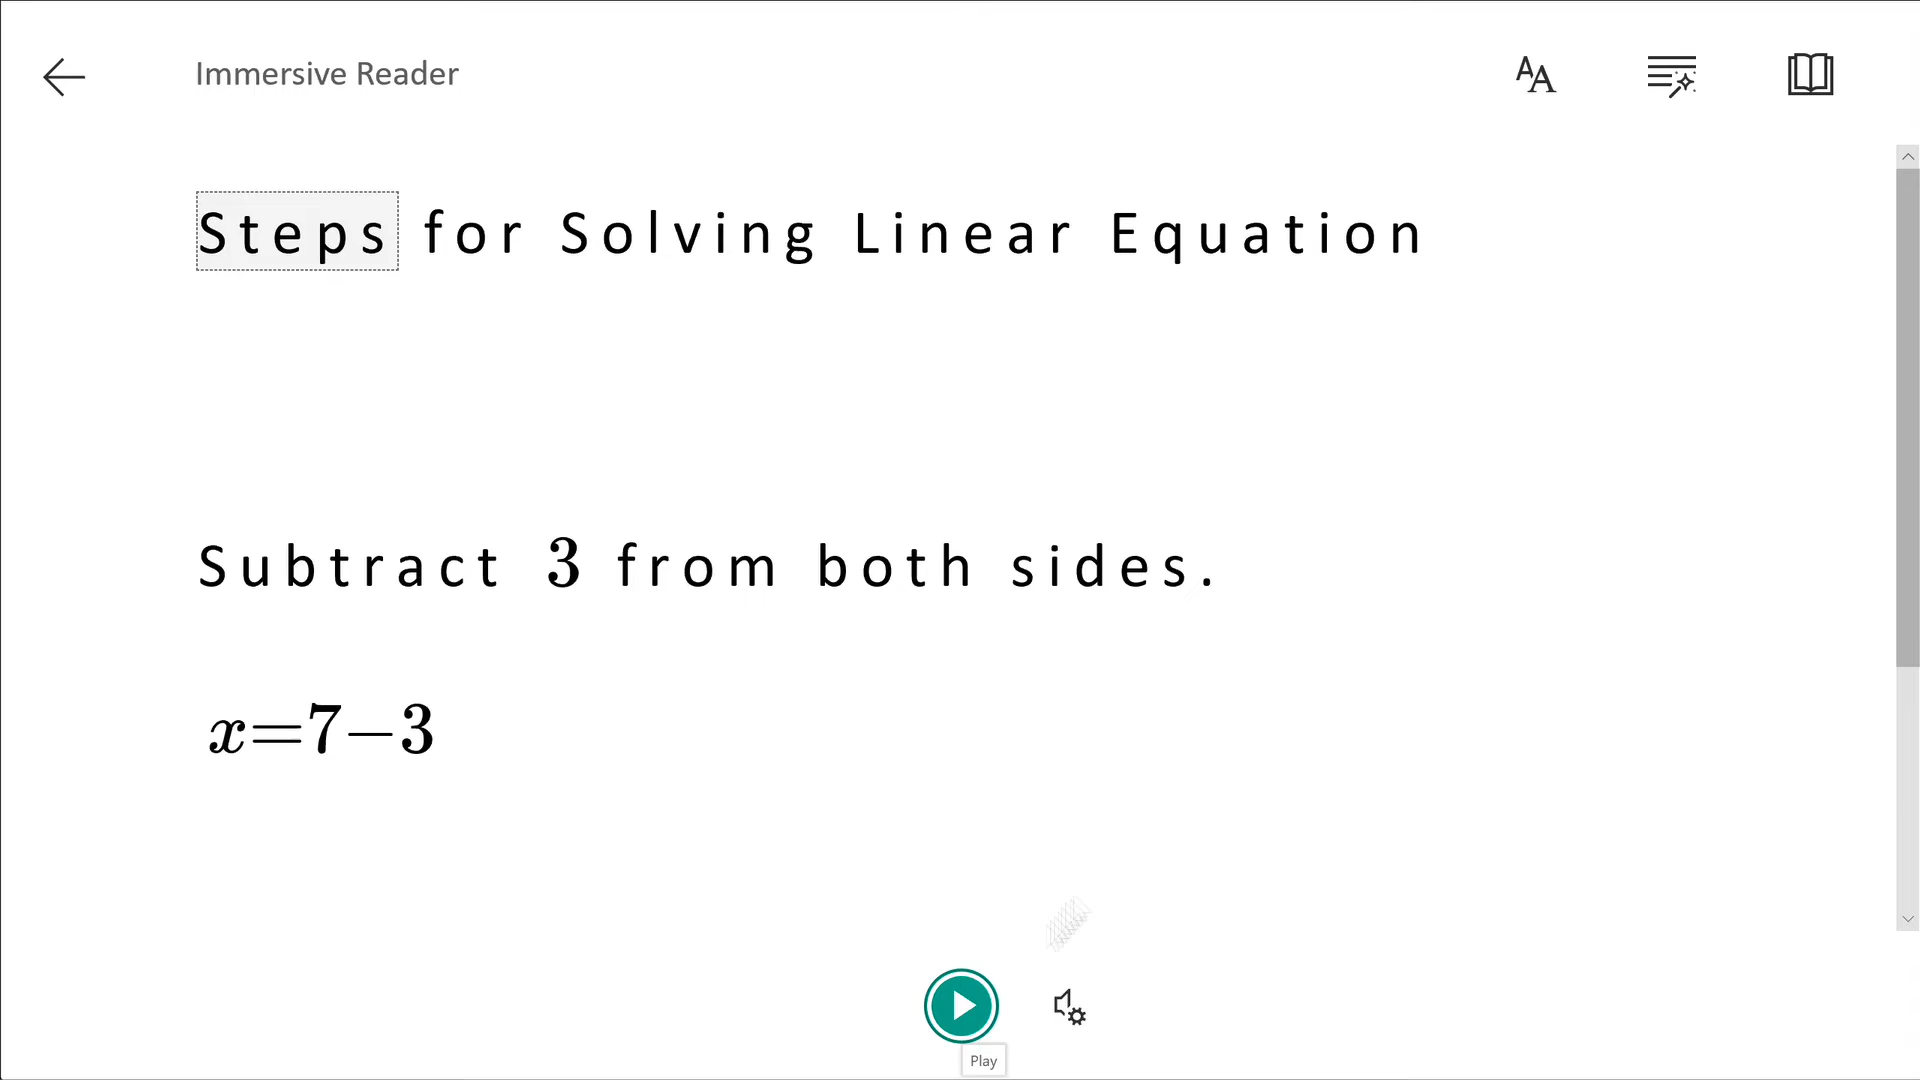 Immersive Reader
Steps for Solving Linear Equation
Subtract 3 from both sides.
x=7−3
Play